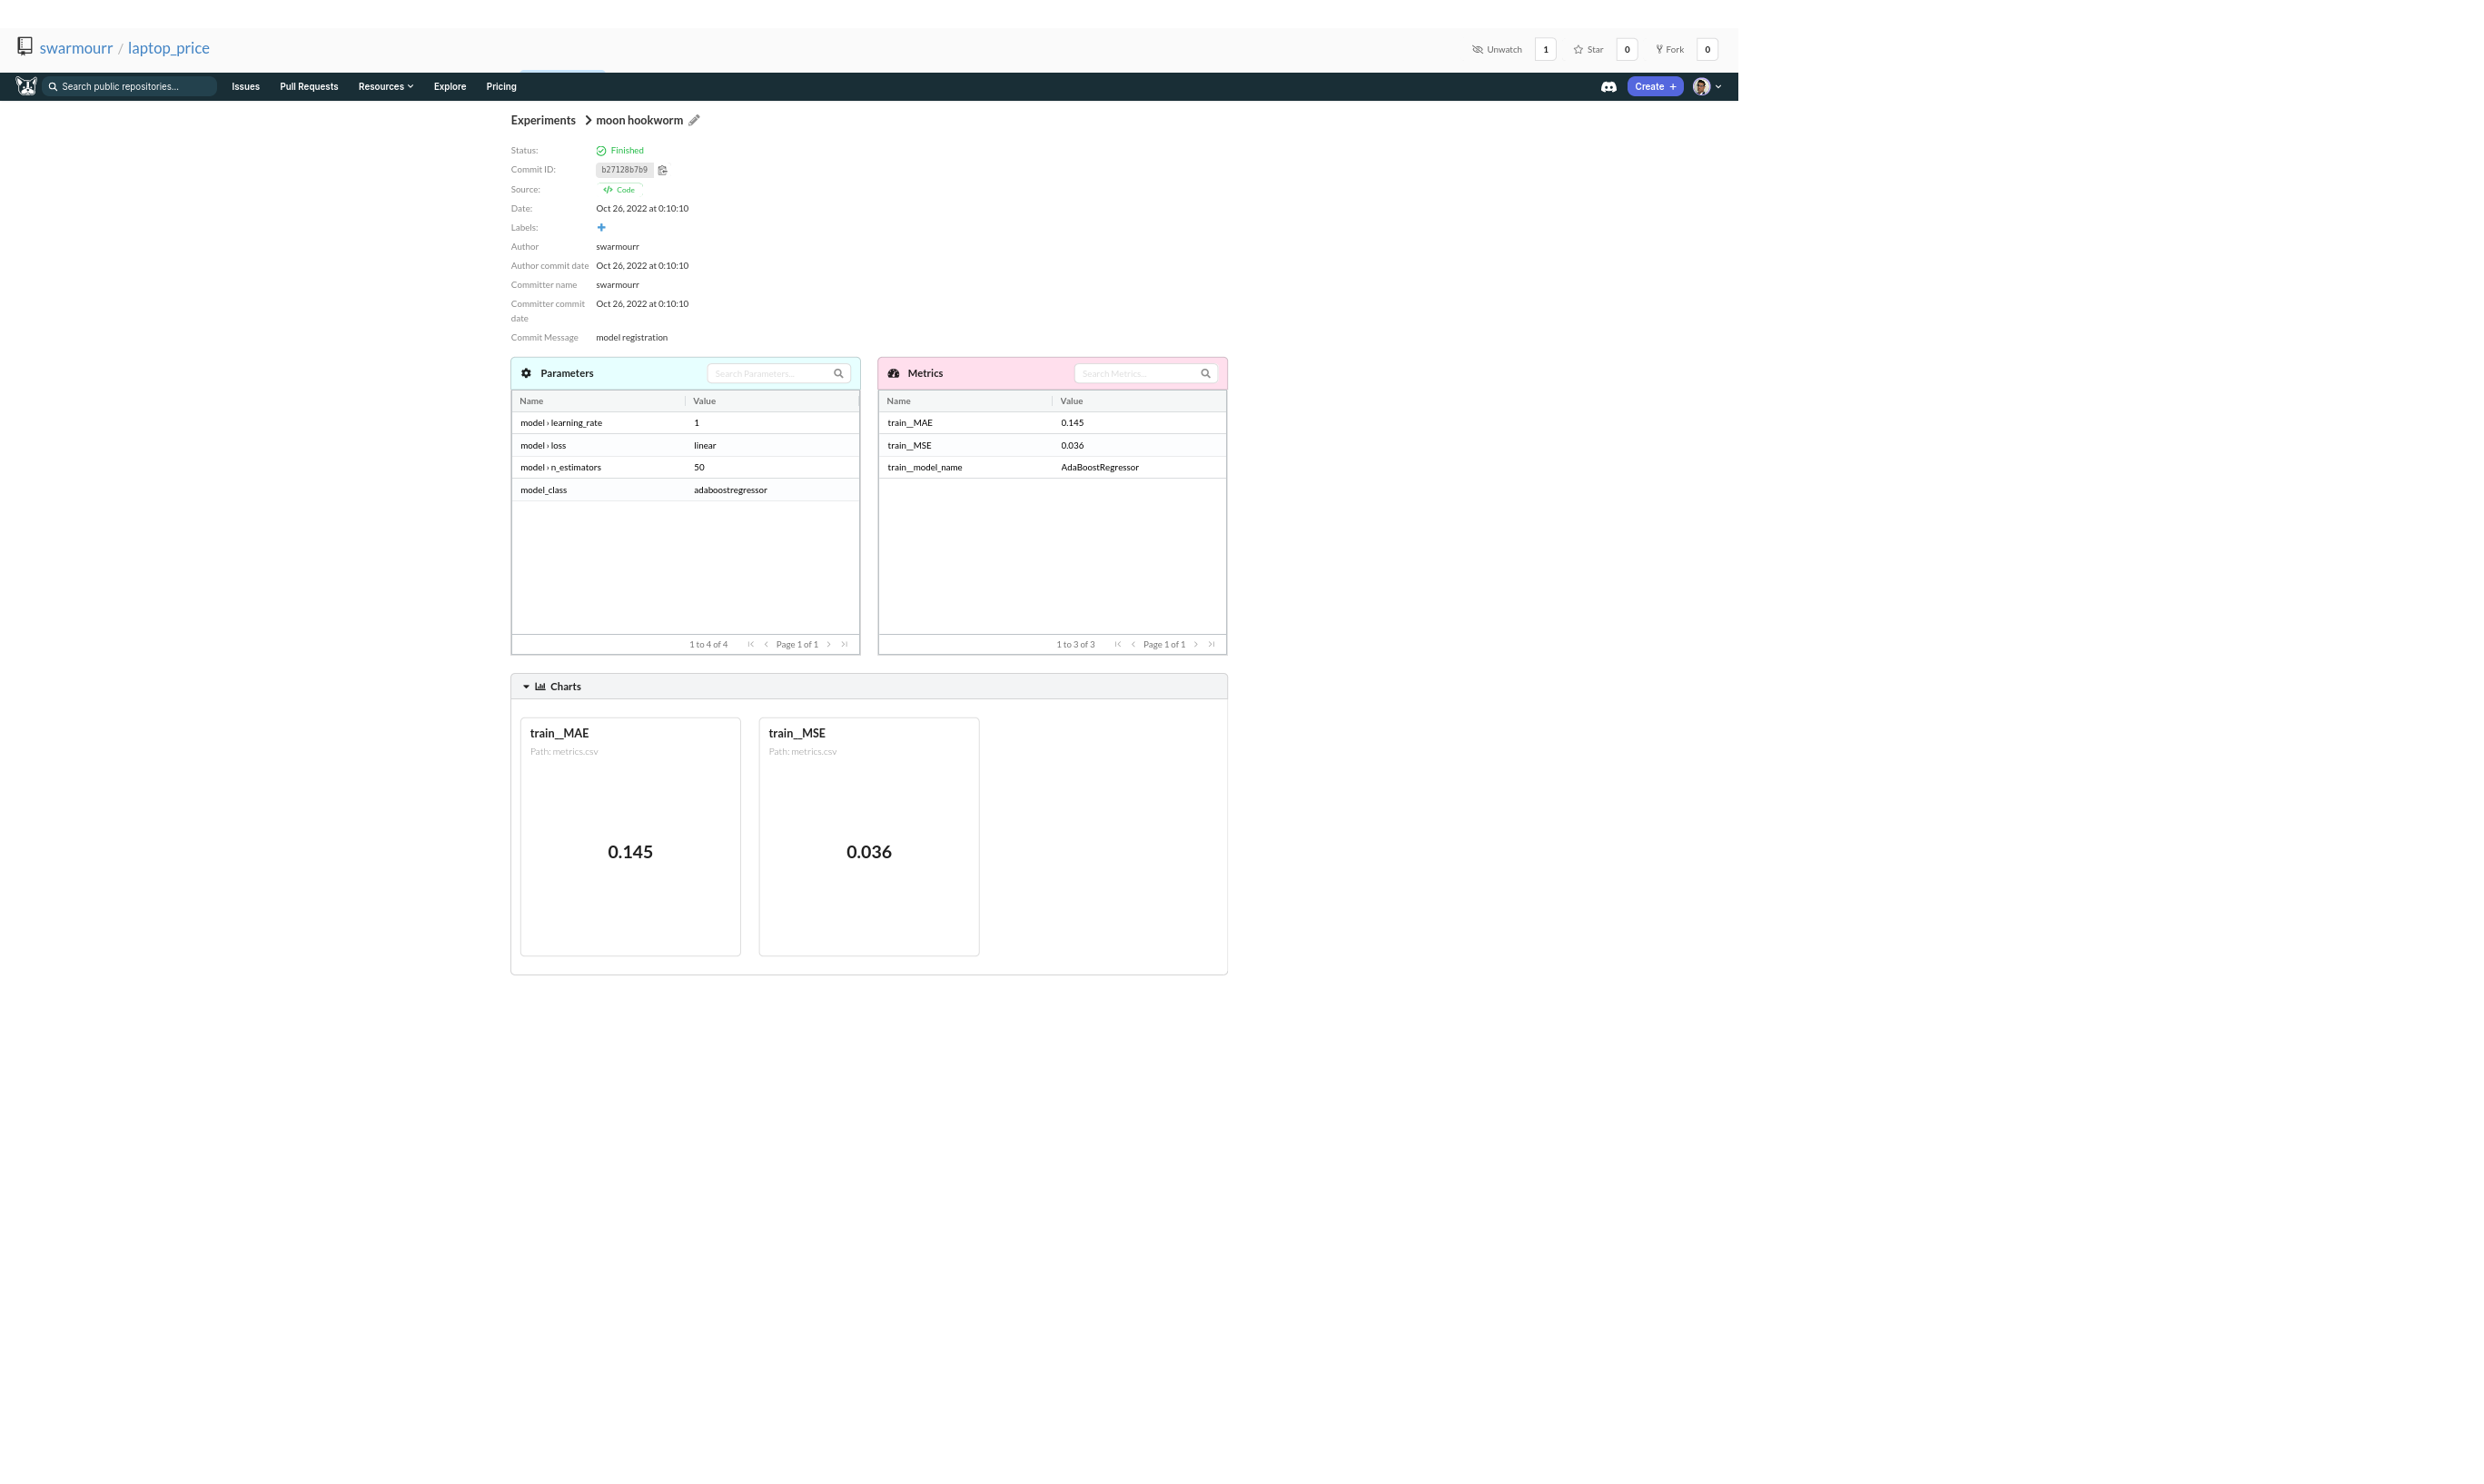 swarmourr / laptop_price
Unwatch 1 Star 0 Fork 0
Search public repositories... Issues Pull Requests Resources Explore Pricing Create +
Experiments > moon hookworm
Status: Finished
Commit ID: b27128b7b9
Source: Code
Date: Oct 26, 2022 at 0:10:10
Labels: +
Author swarmourr
Author commit date Oct 26, 2022 at 0:10:10
Committer name swarmourr
Committer commit date Oct 26, 2022 at 0:10:10
Commit Message model registration
Parameters Search Parameters...
Name Value
model › learning_rate 1
model › loss linear
model › n_estimators 50
model_class adaboostregressor
1 to 4 of 4 Page 1 of 1
Metrics Search Metrics...
Name Value
train__MAE 0.145
train__MSE 0.036
train__model_name AdaBoostRegressor
1 to 3 of 3 Page 1 of 1
Charts
train__MAE
Path: metrics.csv
0.145
train__MSE
Path: metrics.csv
0.036